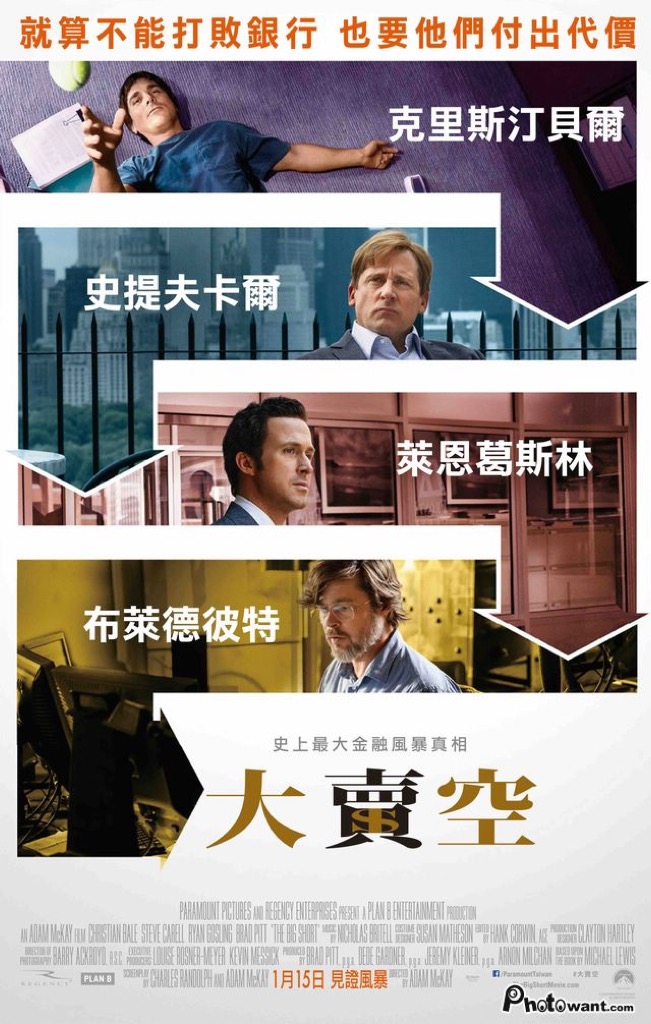 就算不能打敗銀行 也要他們付出代價
克里斯汀貝爾
史提夫卡爾
萊恩葛斯林
布萊德彼特
史上最大金融風暴真相
大賣空
PARAMOUNT PICTURES AND REGENCY ENTERPRISES PRESENT A PLAN B ENTERTAINMENT PRODUCTION
AN ADAM McKAY FILM CHRISTIAN BALE STEVE CARELL RYAN GOSLING BRAD PITT "THE BIG SHORT" MUSIC BY NICHOLAS BRITELL COSTUME DESIGNER SUSAN MATHESON EDITED BY HANK CORWIN, ACE PRODUCTION DESIGNER CLAYTON HARTLEY
DIRECTOR OF PHOTOGRAPHY BARRY ACKROYD, B.S.C. EXECUTIVE PRODUCERS LOUISE ROSNER-MEYER KEVIN MESSICK PRODUCED BY BRAD PITT, p.g.a. DEDE GARDNER, p.g.a. JEREMY KLEINER, p.g.a. ARNON MILCHAN BASED UPON THE BOOK BY MICHAEL LEWIS
REGENCY PLAN B SCREENPLAY BY CHARLES RANDOLPH AND ADAM McKAY 1月15日 見證風暴 DIRECTED BY ADAM McKAY /ParamountTaiwan #大賣空
BigShortMovie.com
Photowant.com